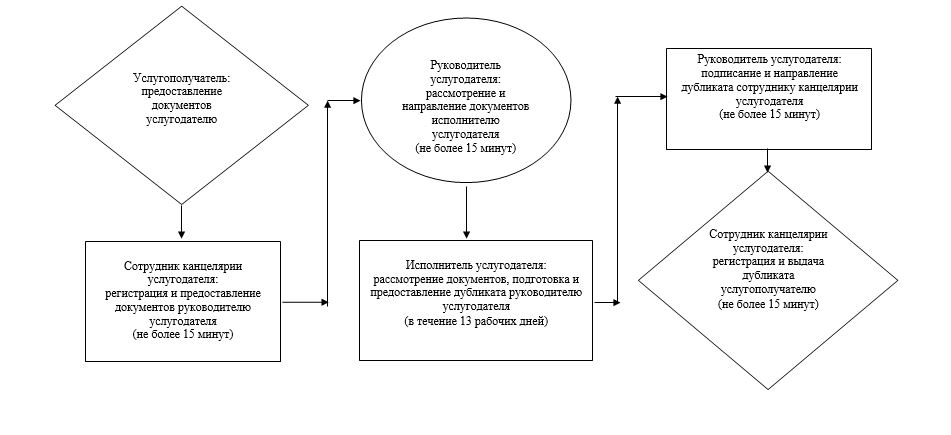 Услугополучатель:
предоставление
документов
услугодателю
Сотрудник канцелярии
услугодателя:
регистрация и предоставление
документов руководителю
услугодателя
(не более 15 минут)
Руководитель
услугодателя:
рассмотрение и
направление документов
исполнителю
услугодателя
(не более 15 минут)
Исполнитель услугодателя:
рассмотрение документов, подготовка и
предоставление дубликата руководителю
услугодателя
(в течение 13 рабочих дней)
Руководитель услугодателя:
подписание и направление
дубликата сотруднику канцелярии
услугодателя
(не более 15 минут)
Сотрудник канцелярии
услугодателя:
регистрация и выдача
дубликата
услугополучателю
(не более 15 минут)